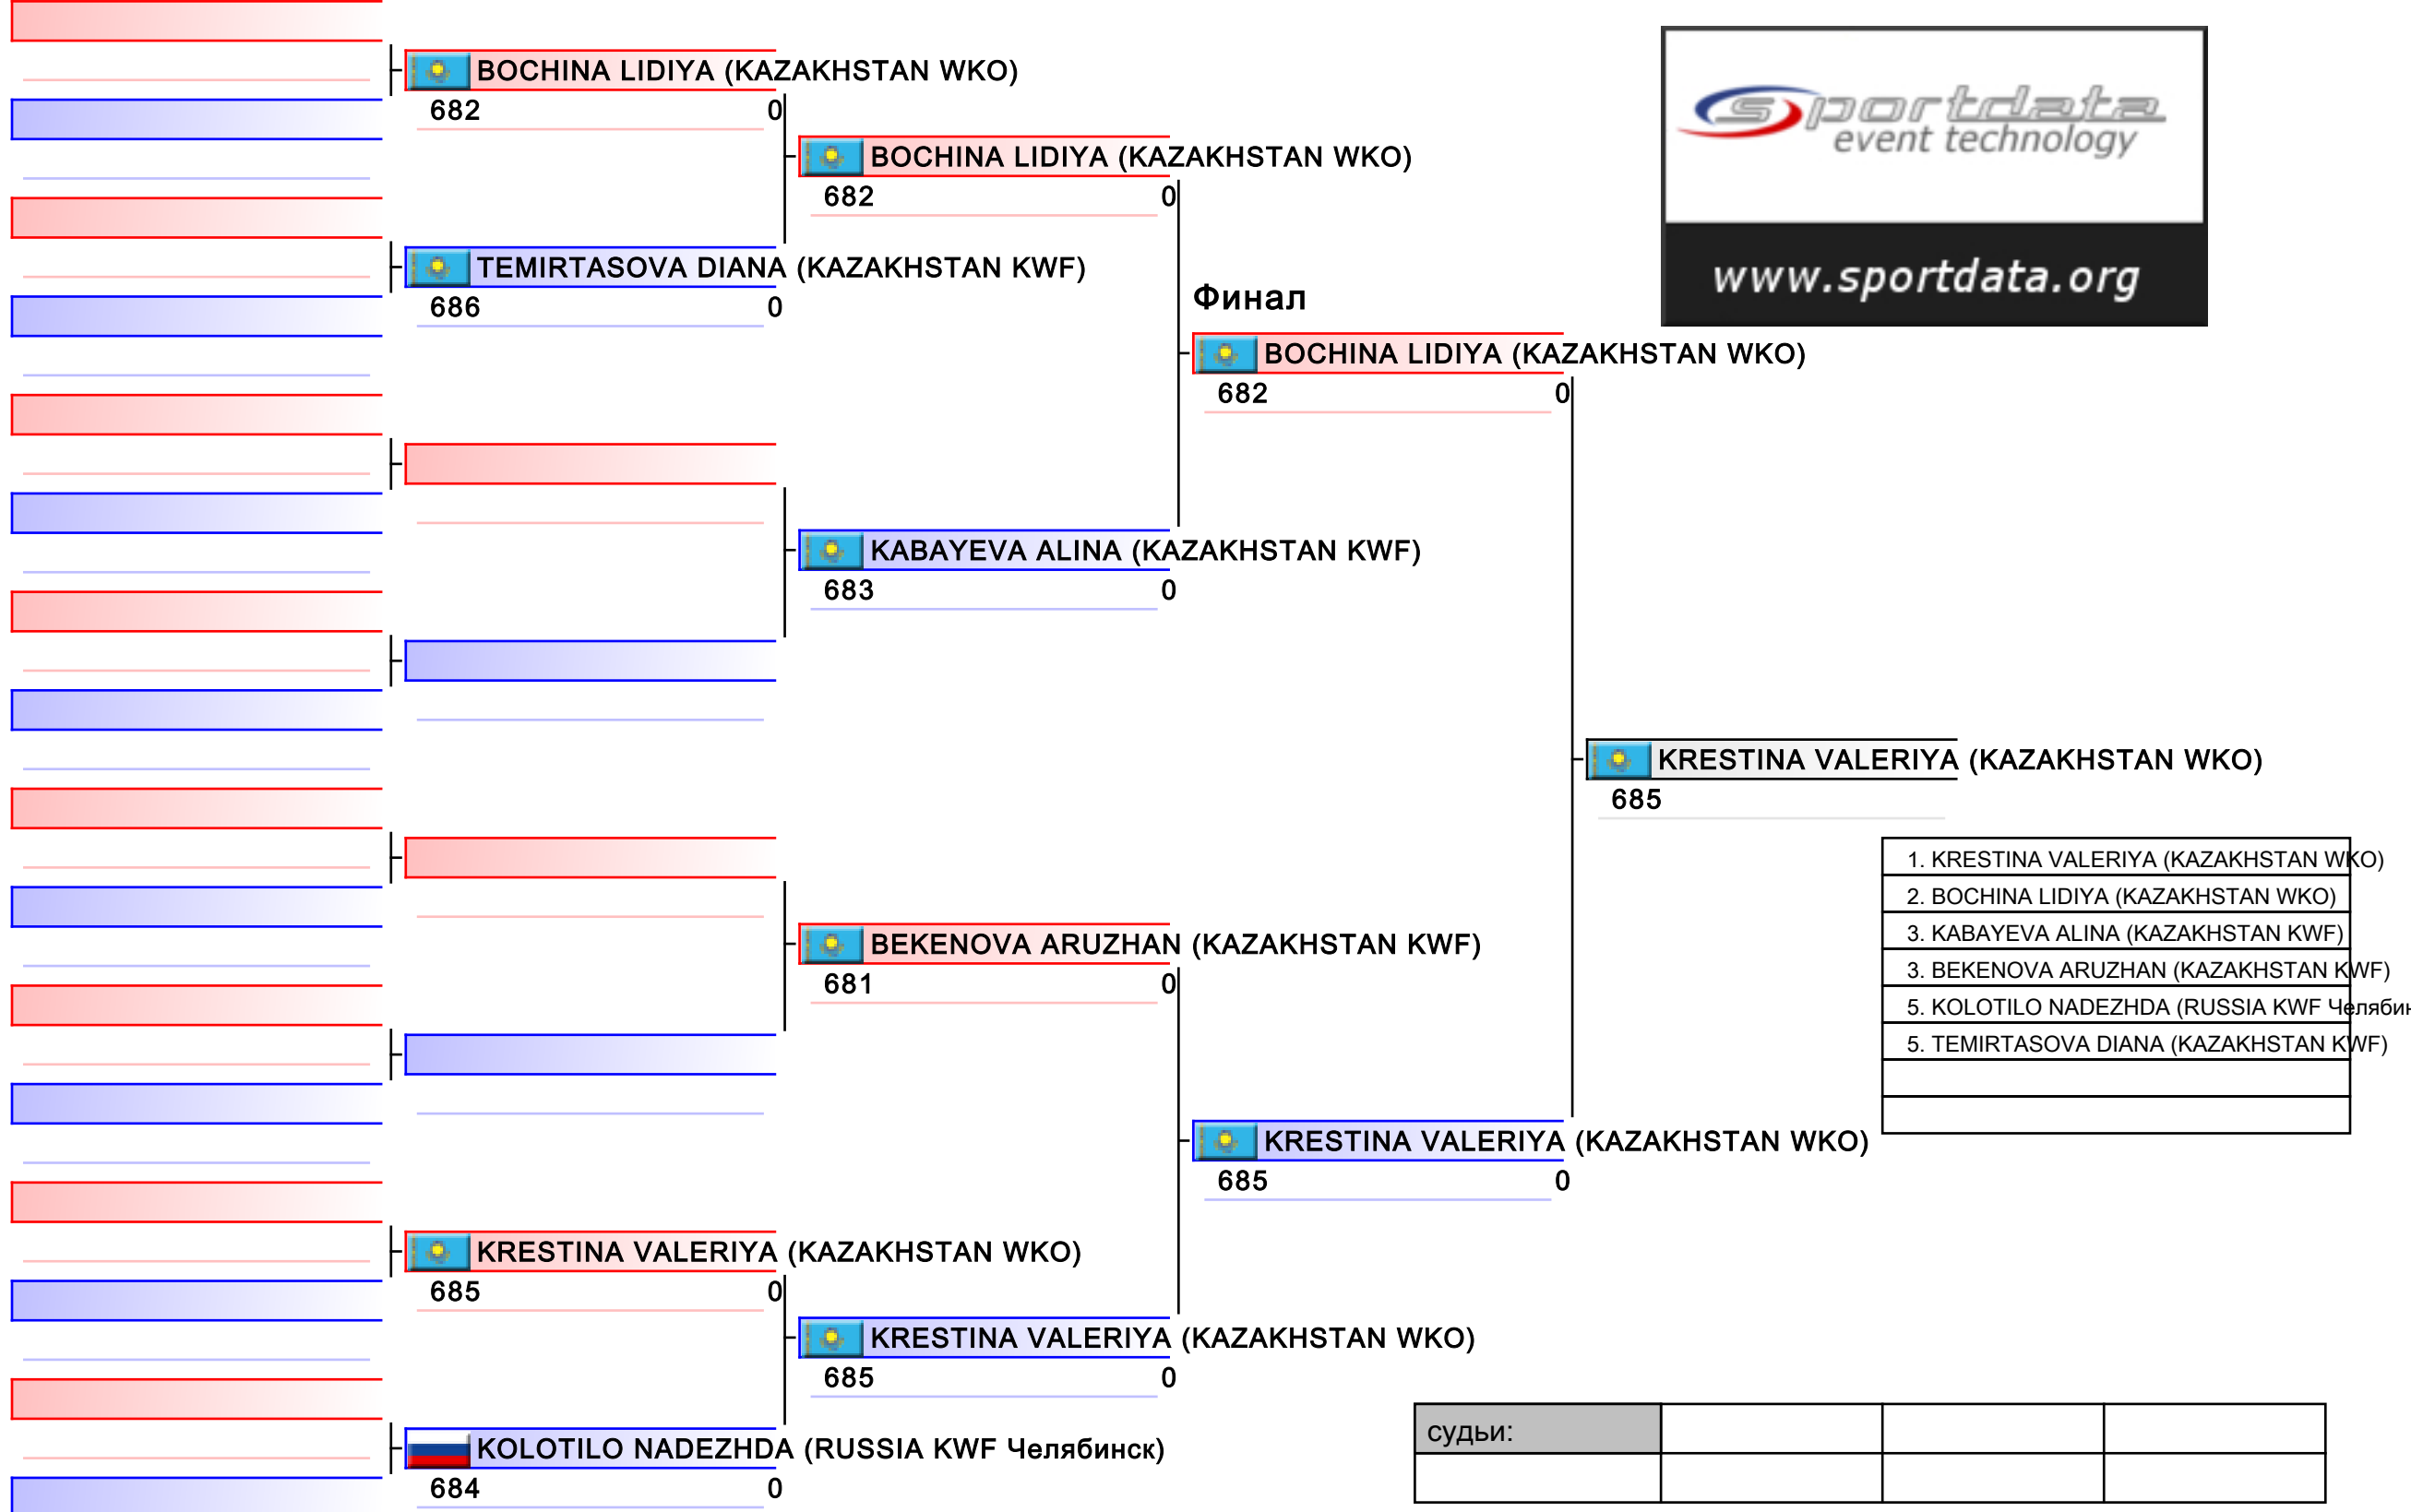 BOCHINA LIDIYA (KAZAKHSTAN WKO)
682 0
TEMIRTASOVA DIANA (KAZAKHSTAN KWF)
686 0
BOCHINA LIDIYA (KAZAKHSTAN WKO)
682 0
KABAYEVA ALINA (KAZAKHSTAN KWF)
683 0
BEKENOVA ARUZHAN (KAZAKHSTAN KWF)
681 0
KRESTINA VALERIYA (KAZAKHSTAN WKO)
685 0
KOLOTILO NADEZHDA (RUSSIA KWF Челябинск)
684 0
KRESTINA VALERIYA (KAZAKHSTAN WKO)
685 0
Финал
BOCHINA LIDIYA (KAZAKHSTAN WKO)
682 0
KRESTINA VALERIYA (KAZAKHSTAN WKO)
685 0
KRESTINA VALERIYA (KAZAKHSTAN WKO)
685
sportdata
event technology
www.sportdata.org
1. KRESTINA VALERIYA (KAZAKHSTAN WKO)
2. BOCHINA LIDIYA (KAZAKHSTAN WKO)
3. KABAYEVA ALINA (KAZAKHSTAN KWF)
3. BEKENOVA ARUZHAN (KAZAKHSTAN KWF)
5. KOLOTILO NADEZHDA (RUSSIA KWF Челябин
5. TEMIRTASOVA DIANA (KAZAKHSTAN KWF)
судьи: